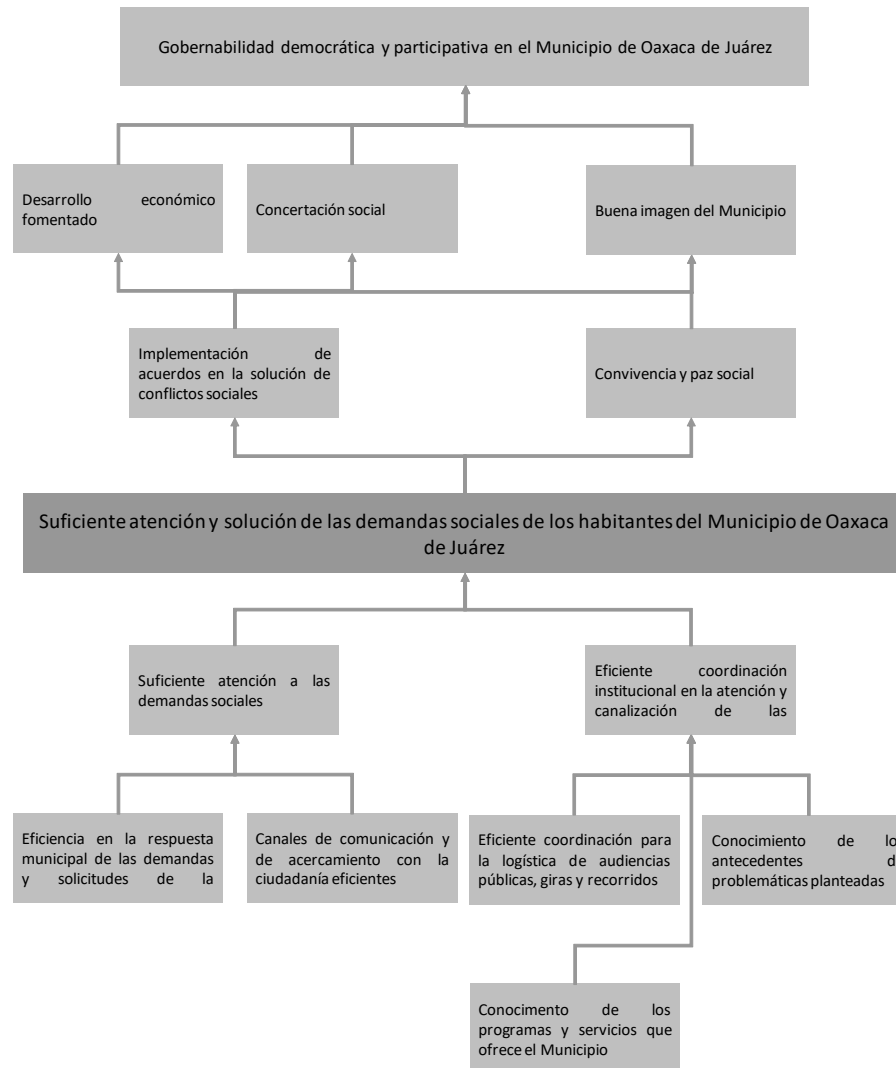 Gobernabilidad democrática y participativa en el Municipio de Oaxaca de Juárez
Desarrollo económico
fomentado
Concertación social
Buena imagen del Municipio
Implementación de
acuerdos en la solución de
conflictos sociales
Convivencia y paz social
Suficiente atención y solución de las demandas sociales de los habitantes del Municipio de Oaxaca
de Juárez
Suficiente atención a las
demandas sociales
Eficiente coordinación
institucional en la atención y
canalización de las
Eficiencia en la respuesta
municipal de las demandas
y solicitudes de la
Canales de comunicación y
de acercamiento con la
ciudadanía eficientes
Eficiente coordinación para
la logística de audiencias
públicas, giras y recorridos
Conocimiento de lo
antecedentes d
problemáticas planteadas
Conocimento de los
programas y servicios que
ofrece el Municipio